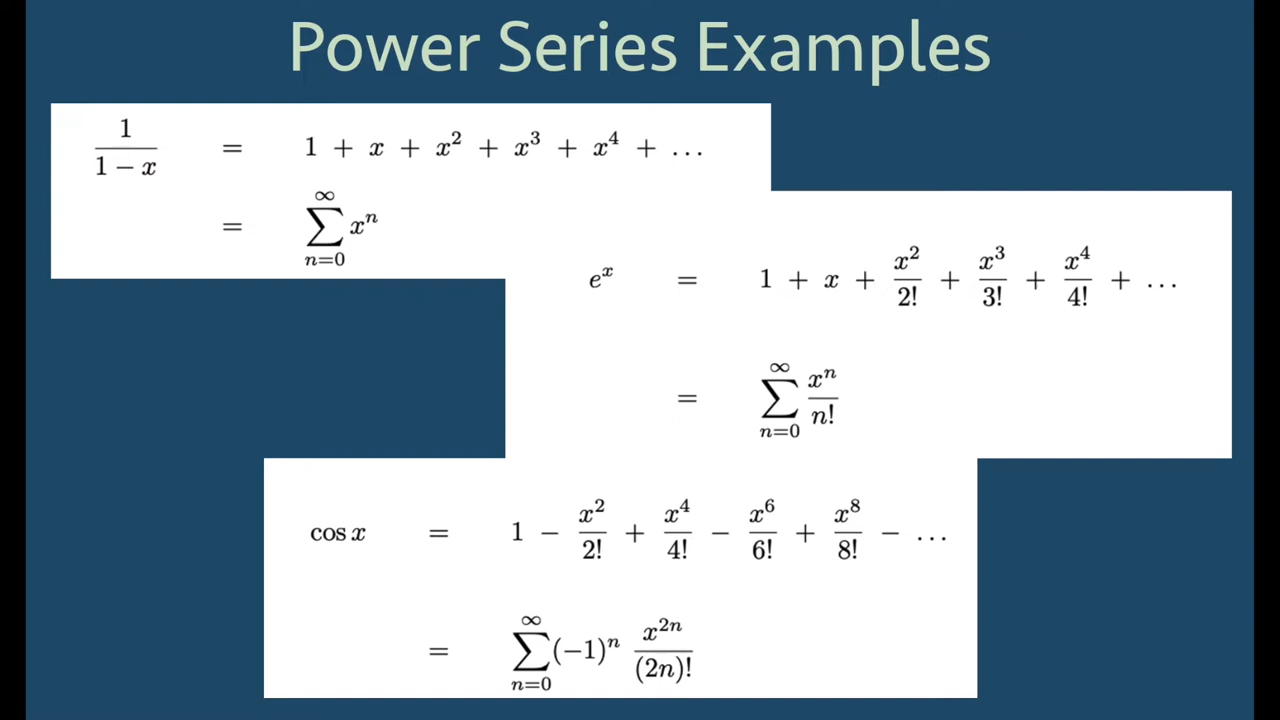 Power Series Examples
1/(1 − x) = 1 + x + x² + x³ + x⁴ + …
= ∑_{n=0}^{∞} xⁿ
eˣ = 1 + x + x²/2! + x³/3! + x⁴/4! + …
= ∑_{n=0}^{∞} xⁿ/n!
cos x = 1 − x²/2! + x⁴/4! − x⁶/6! + x⁸/8! − …
= ∑_{n=0}^{∞} (−1)ⁿ x²ⁿ/(2n)!